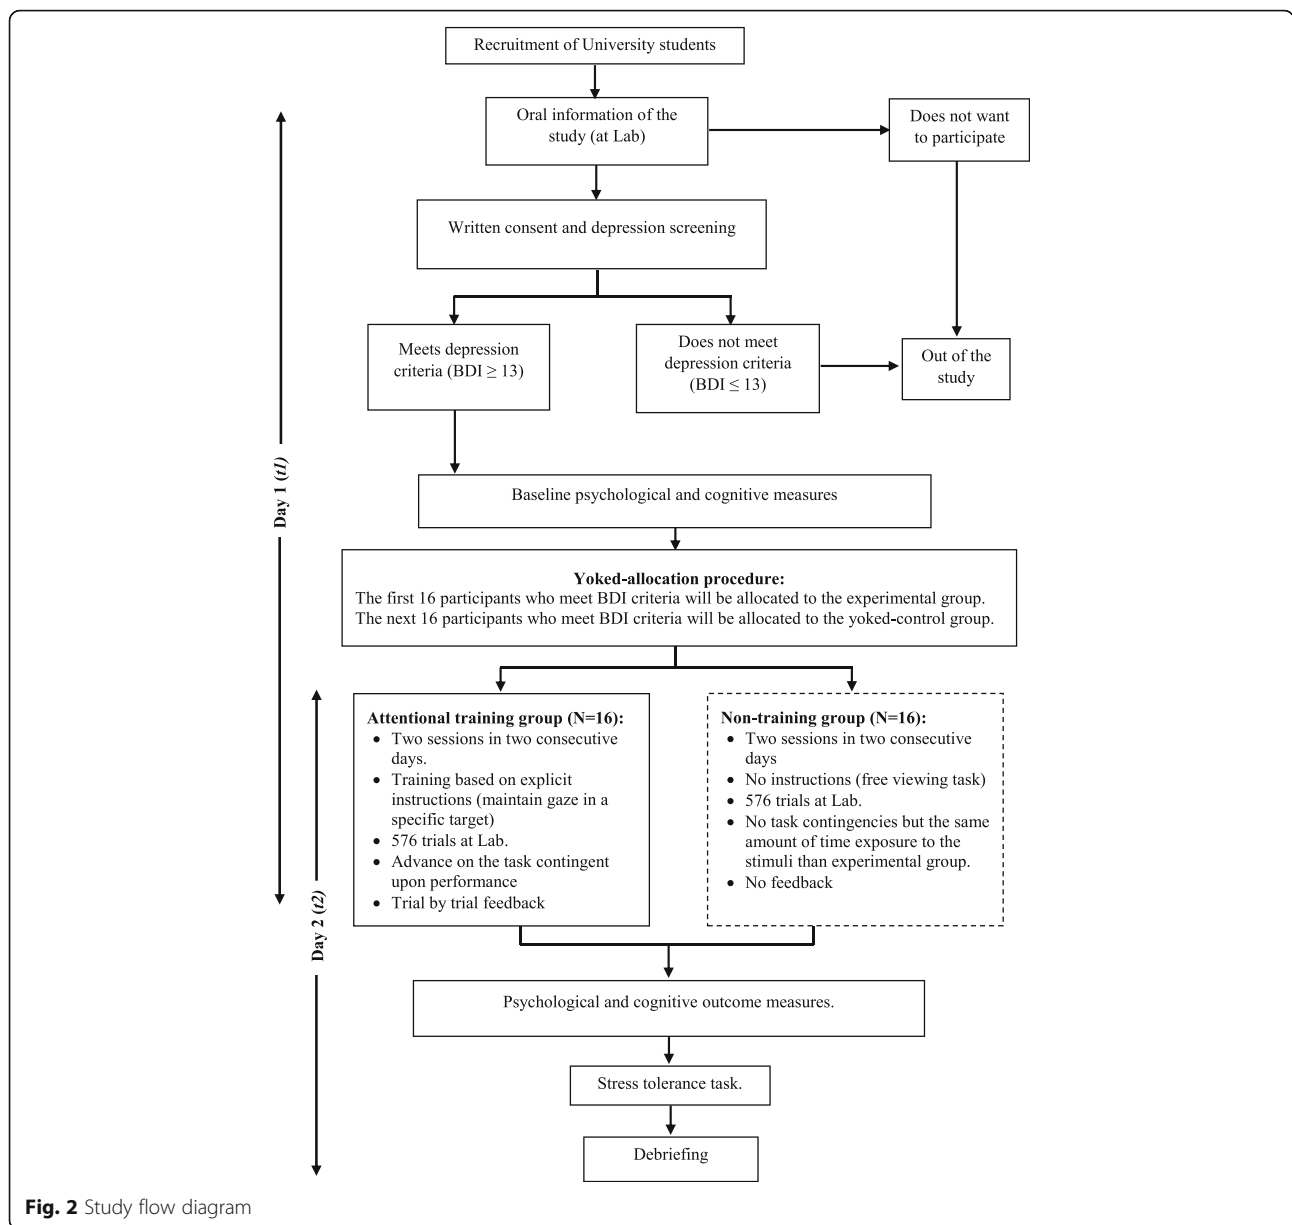 Recruitment of University students
Oral information of the
study (at Lab)
Does not want
to participate
Written consent and depression screening
Meets depression
criteria (BDI ≥ 13)
Does not meet
depression criteria
(BDI ≤ 13)
Out of the
study
Day 1 (t1)
Baseline psychological and cognitive measures
Yoked-allocation procedure:
The first 16 participants who meet BDI criteria will be allocated to the experimental group.
The next 16 participants who meet BDI criteria will be allocated to the yoked-control group.
Day 2 (t2)
Attentional training group (N=16):
• Two sessions in two consecutive
days.
• Training based on explicit
instructions (maintain gaze in a
specific target)
• 576 trials at Lab.
• Advance on the task contingent
upon performance
• Trial by trial feedback
Non-training group (N=16):
• Two sessions in two consecutive
days
• No instructions (free viewing task)
• 576 trials at Lab.
• No task contingencies but the same
amount of time exposure to the
stimuli than experimental group.
• No feedback
Psychological and cognitive outcome measures.
Stress tolerance task.
Debriefing
Fig. 2 Study flow diagram